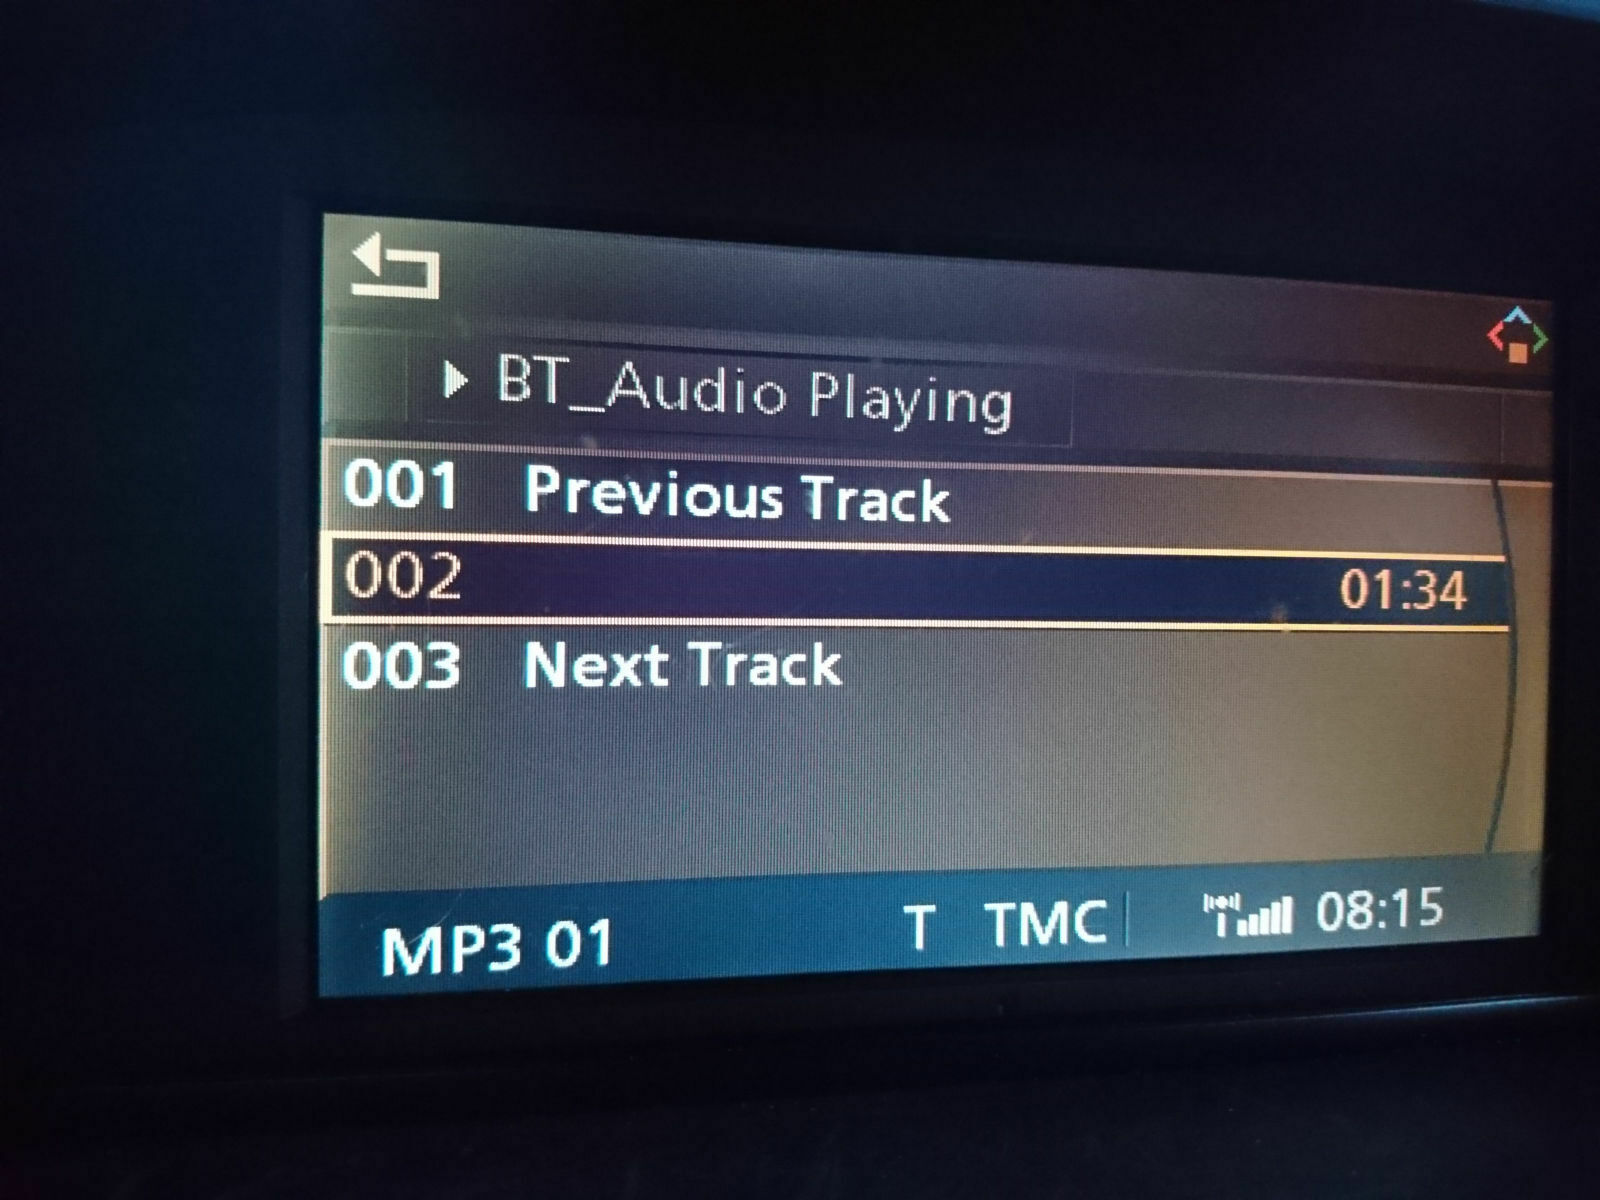 BT_Audio Playing
001 Previous Track
002 01:34
003 Next Track
MP3 01 T TMC 08:15